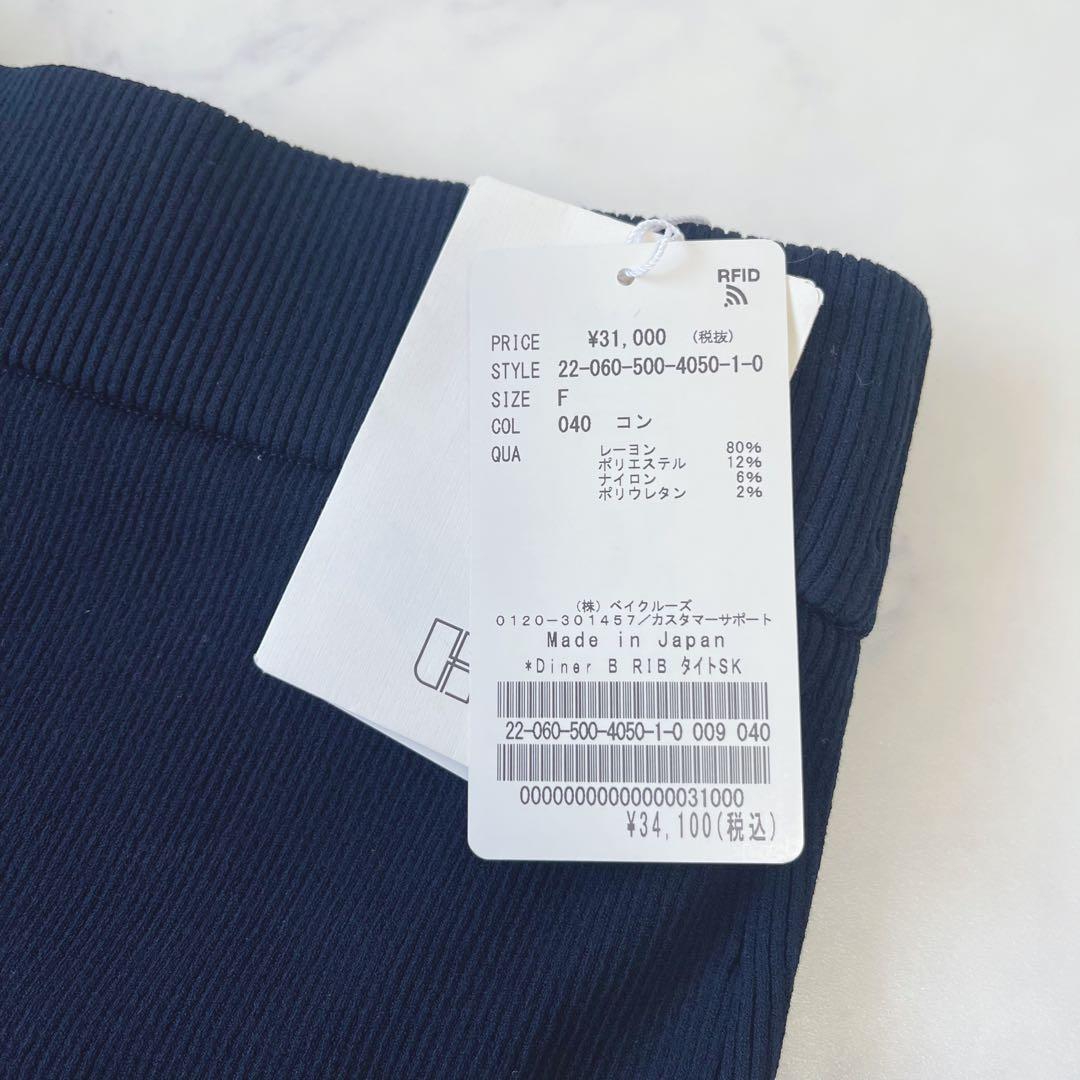 RFID
PRICE ¥31,000 (税抜)
STYLE 22-060-500-4050-1-0
SIZE F
COL 040 コン
QUA レーヨン 80%
ポリエステル 12%
ナイロン 6%
ポリウレタン 2%
(株)ベイクルーズ
0120-301457/カスタマーサポート
Made in Japan
*Diner B RIB タイトSK
22-060-500-4050-1-0 009 040
00000000000000031000
¥34,100(税込)